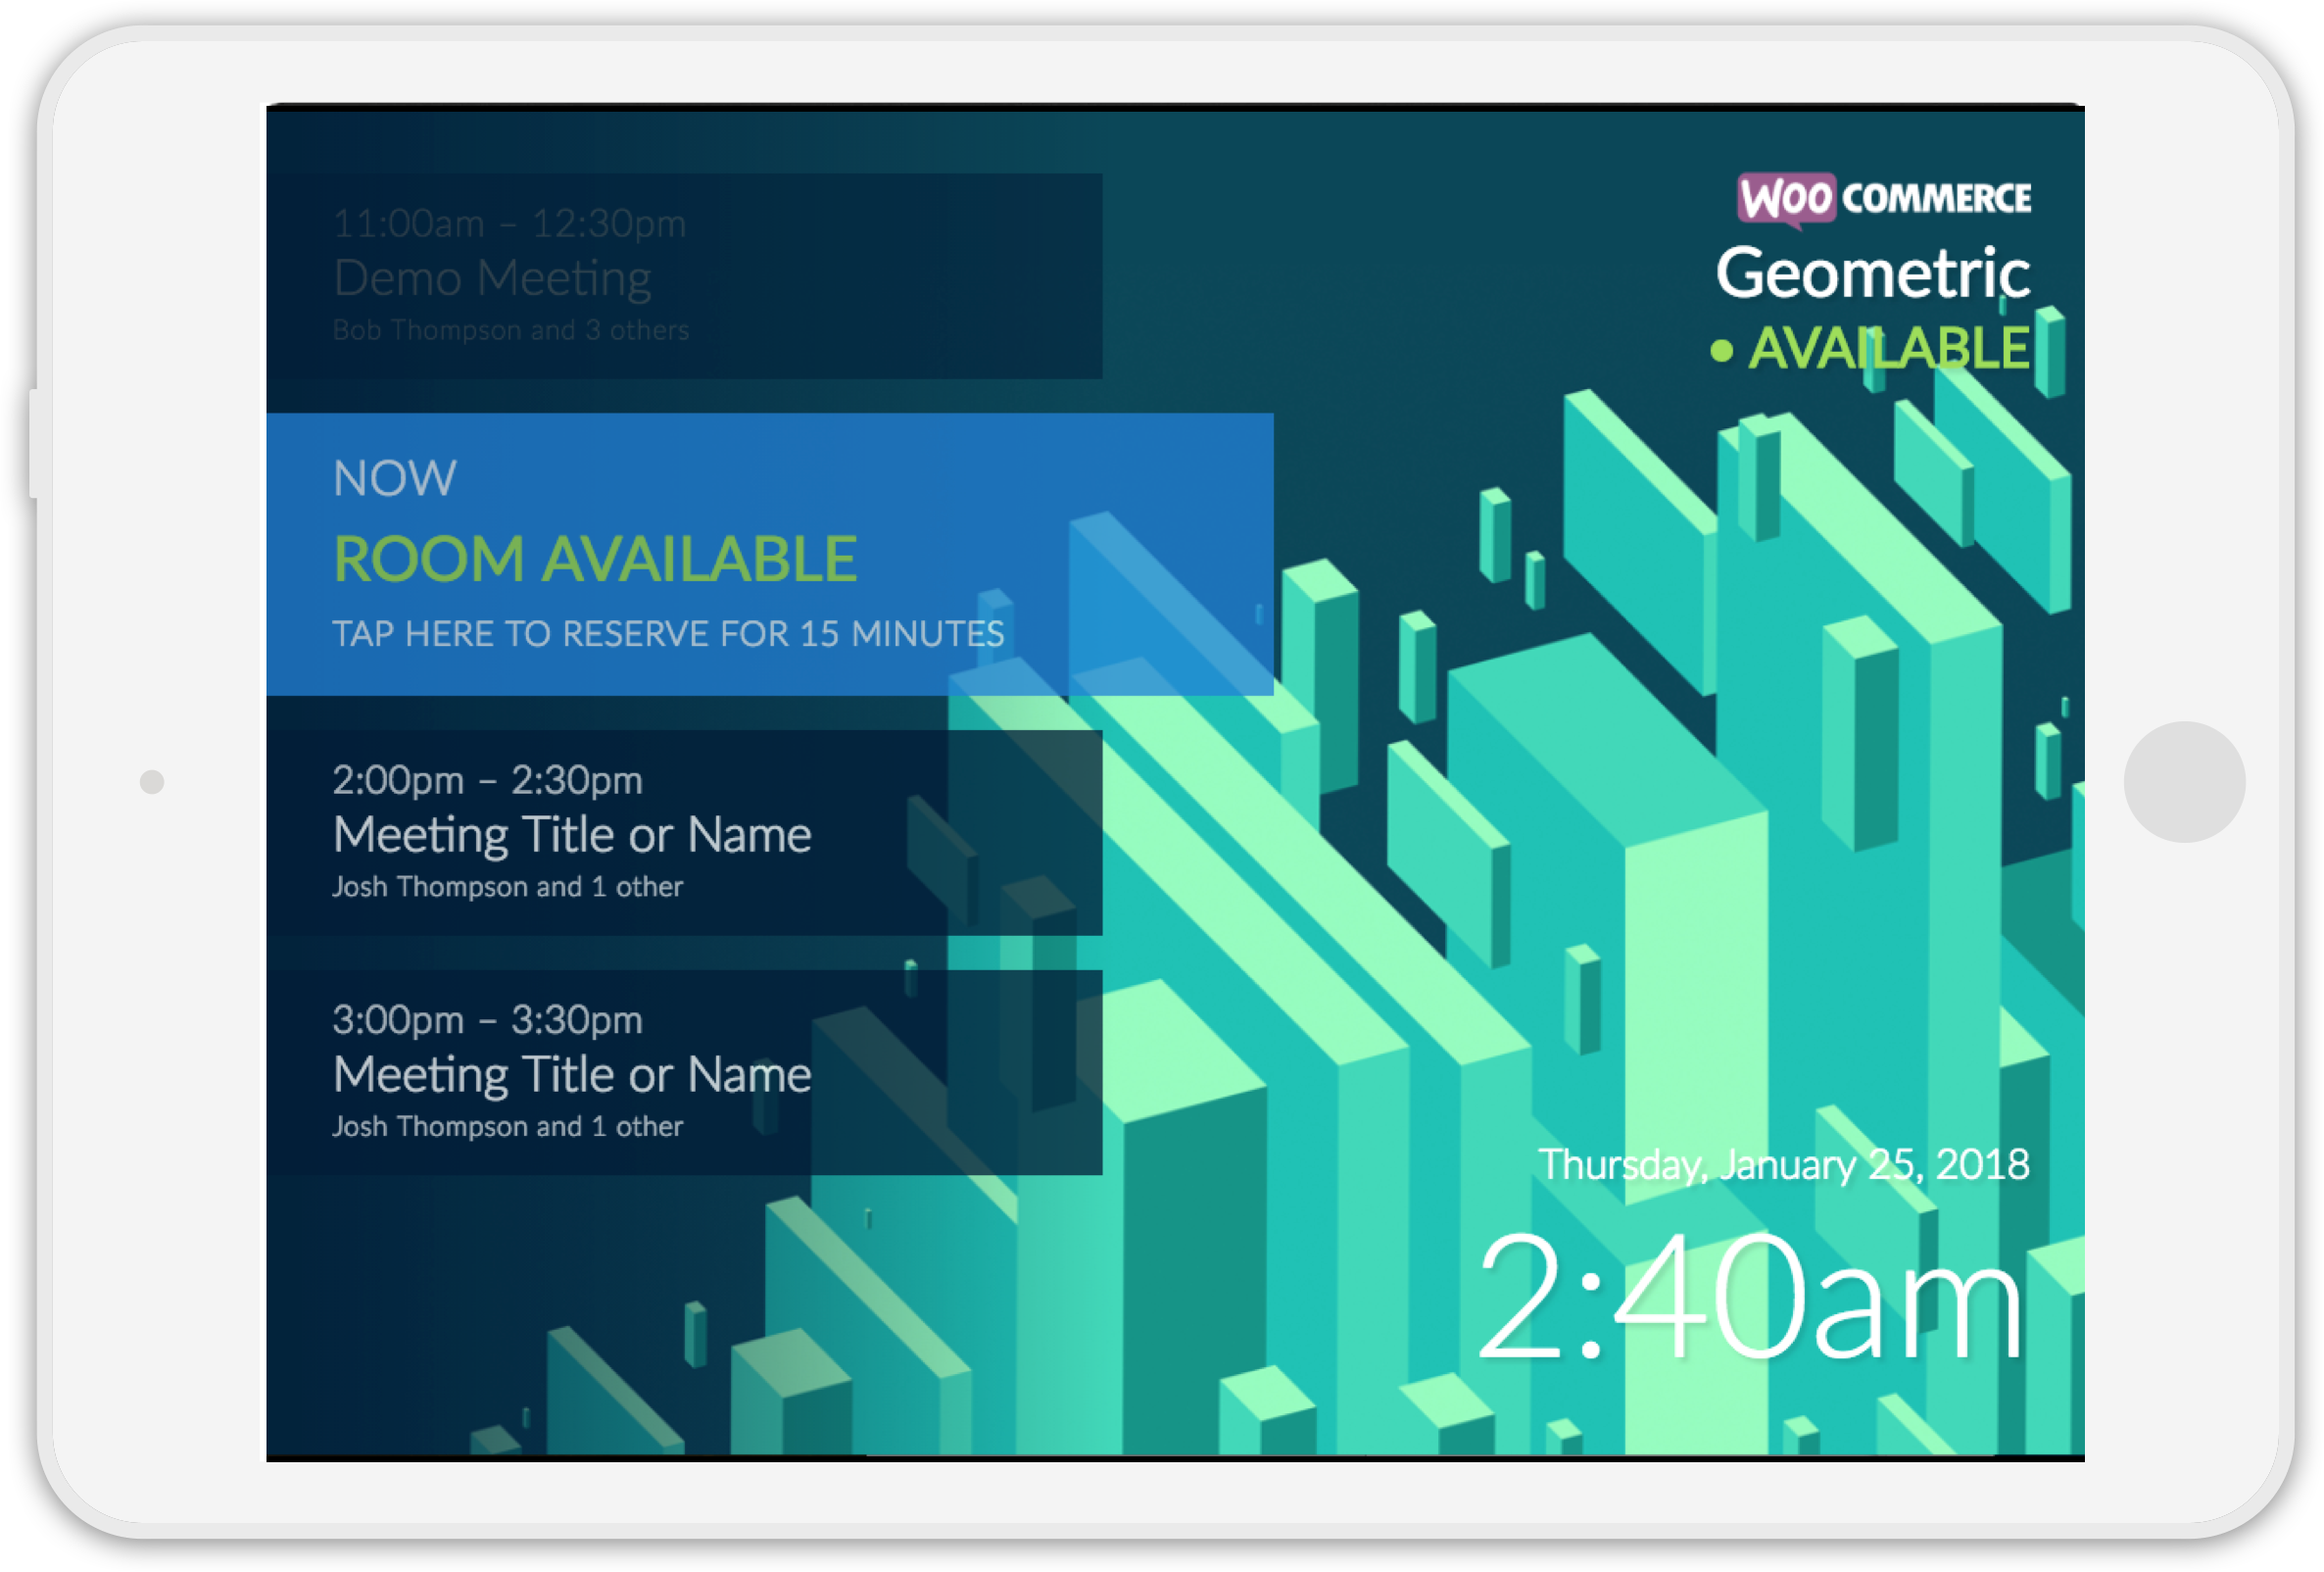 11:00am – 12:30pm
Demo Meeting
Bob Thompson and 3 others
NOW
ROOM AVAILABLE
TAP HERE TO RESERVE FOR 15 MINUTES
2:00pm – 2:30pm
Meeting Title or Name
Josh Thompson and 1 other
3:00pm – 3:30pm
Meeting Title or Name
Josh Thompson and 1 other
WOO COMMERCE
Geometric
• AVAILABLE
Thursday, January 25, 2018
2:40am